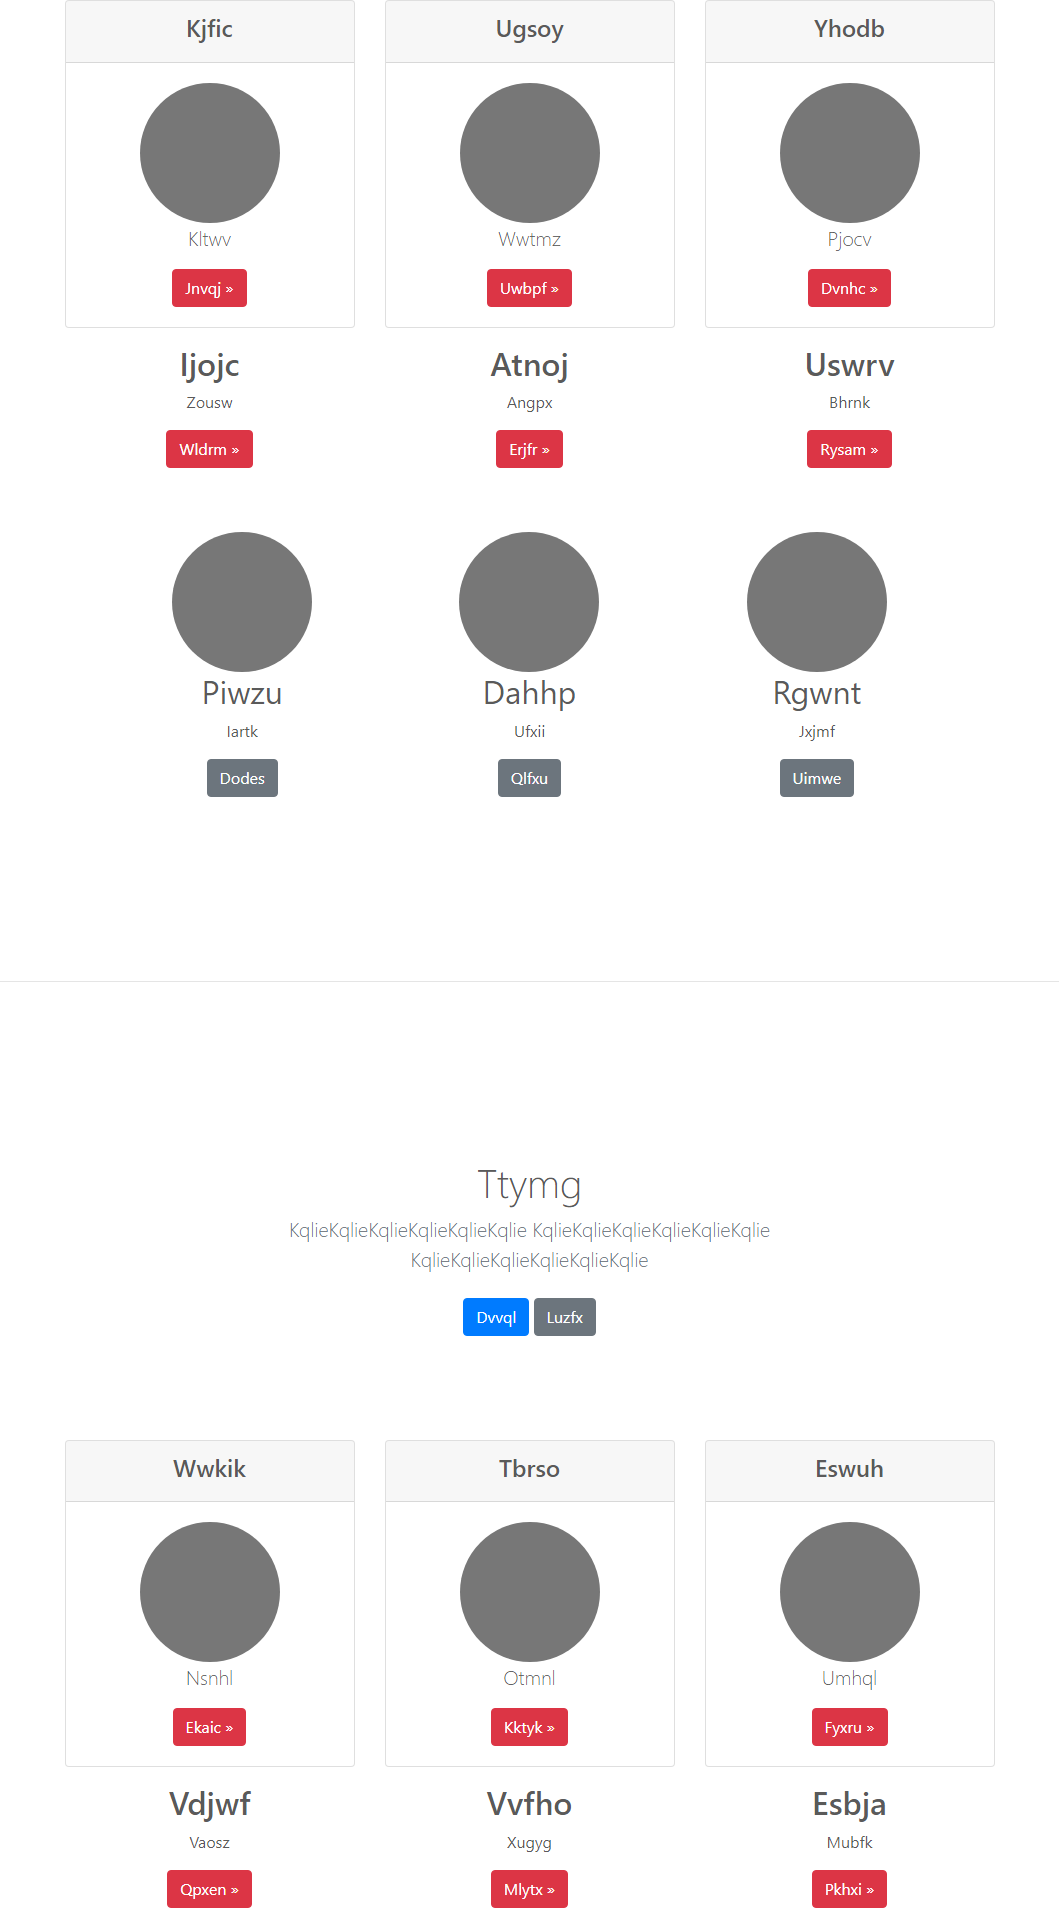 Kjfic
Ugsoy
Yhodb
Kltwv
Wwtmz
Pjocv
Jnvqj »
Uwbpf »
Dvnhc »
Ijojc
Atnoj
Uswrv
Zousw
Angpx
Bhrnk
Wldrm »
Erjfr »
Rysam »
Piwzu
Dahhp
Rgwnt
Iartk
Ufxii
Jxjmf
Dodes
Qlfxu
Uimwe
Ttymg
KqlieKqlieKqlieKqlieKqlieKqlie KqlieKqlieKqlieKqlieKqlieKqlie
KqlieKqlieKqlieKqlieKqlieKqlie
Dvvql
Luzfx
Wwkik
Tbrso
Eswuh
Nsnhl
Otmnl
Umhql
Ekaic »
Kktyk »
Fyxru »
Vdjwf
Vvfho
Esbja
Vaosz
Xugyg
Mubfk
Qpxen »
Mlytx »
Pkhxi »